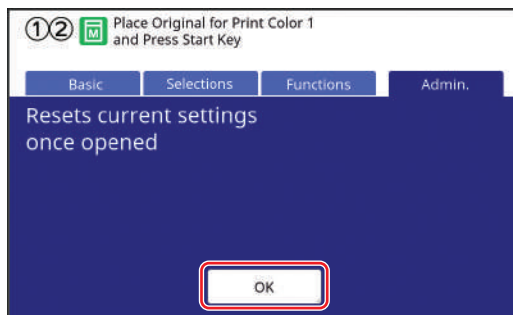 ①② M Place Original for Print Color 1
and Press Start Key
Basic Selections Functions Admin.
Resets current settings
once opened
OK